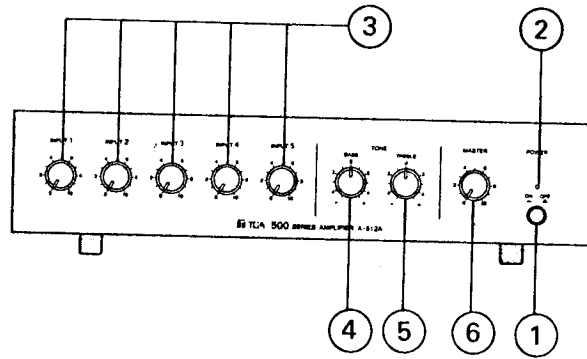 3 2
INPUT 1 INPUT 2 INPUT 3 INPUT 4 INPUT 5 TONE MASTER POWER
BASS TREBLE
ON OFF
TOA 500 SERIES AMPLIFIER A-512A
4 5 6 1